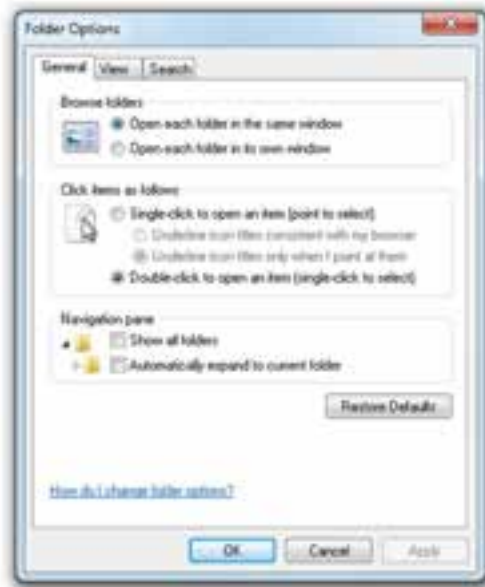 Folder Options
General View Search
Browse folders
Open each folder in the same window
Open each folder in its own window
Click items as follows
Single-click to open an item (point to select)
Underline icon titles consistent with my browser
Underline icon titles only when I point at them
Double-click to open an item (single-click to select)
Navigation pane
Show all folders
Automatically expand to current folder
Restore Defaults
How do I change folder options?
OK Cancel Apply